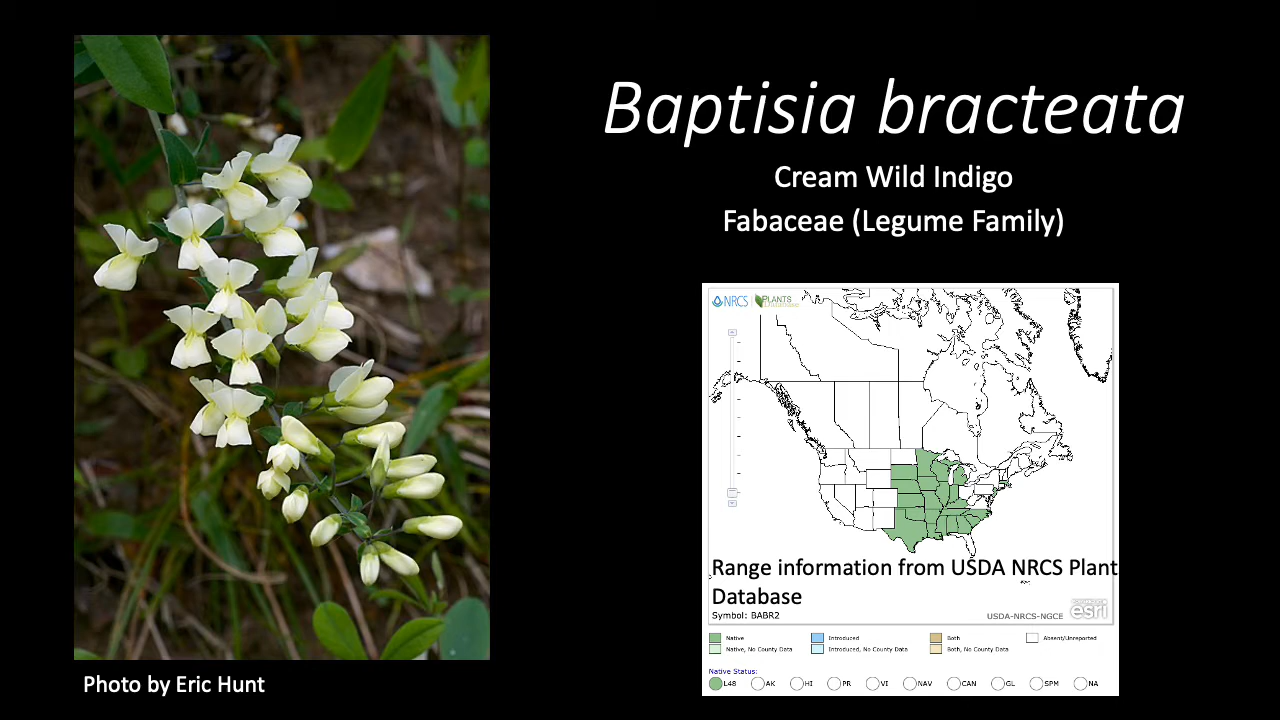 Baptisia bracteata
Cream Wild Indigo
Fabaceae (Legume Family)
NRCS PLANTS
Range information from USDA NRCS Plant
Database
Symbol: BABR2
USDA-NRCS-NGCE
esri
Native
Introduced
Both
Absent/Unreported
Native, No County Data
Introduced, No County Data
Both, No County Data
Native Status:
L48 AK HI PR VI NAV CAN GL SPM NA
Photo by Eric Hunt